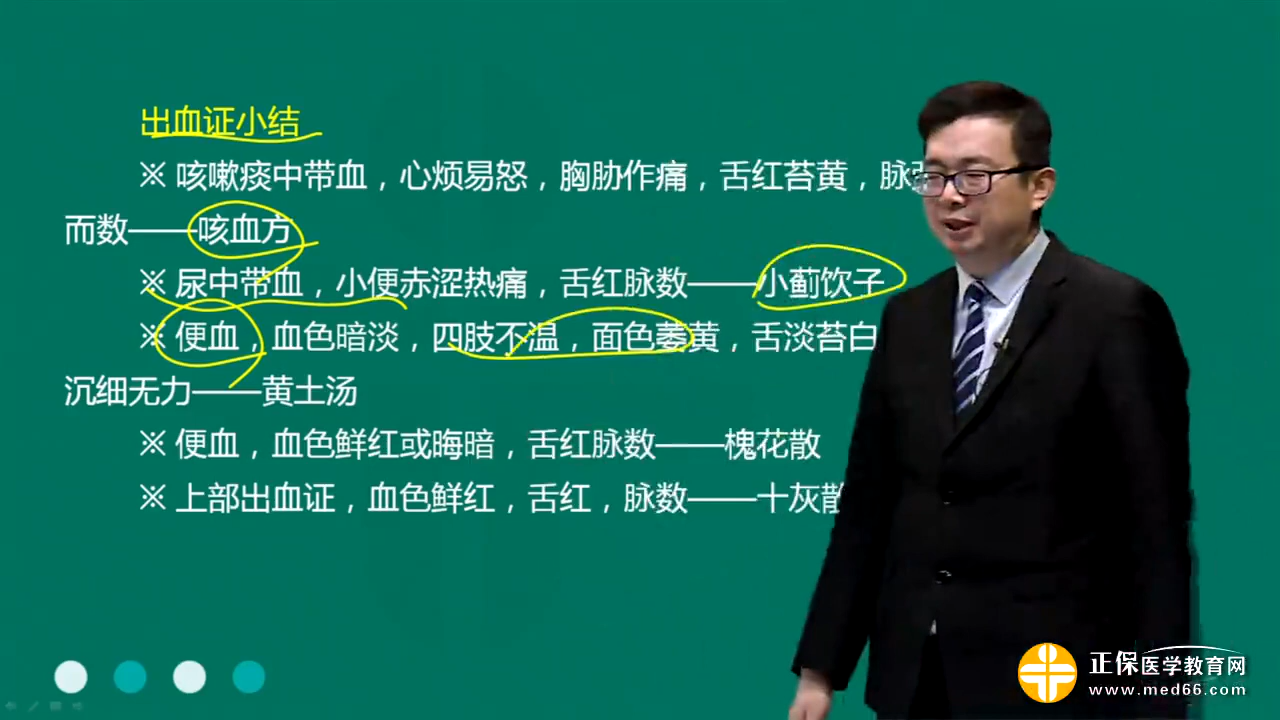 出血证小结
※ 咳嗽痰中带血，心烦易怒，胸胁作痛，舌红苔黄，脉
而数——咳血方
※ 尿中带血，小便赤涩热痛，舌红脉数——小蓟饮子
※ 便血，血色暗淡，四肢不温，面色萎黄，舌淡苔白
沉细无力——黄土汤
※ 便血，血色鲜红或晦暗，舌红脉数——槐花散
※ 上部出血证，血色鲜红，舌红，脉数——十灰散
正保医学教育网
www.med66.com